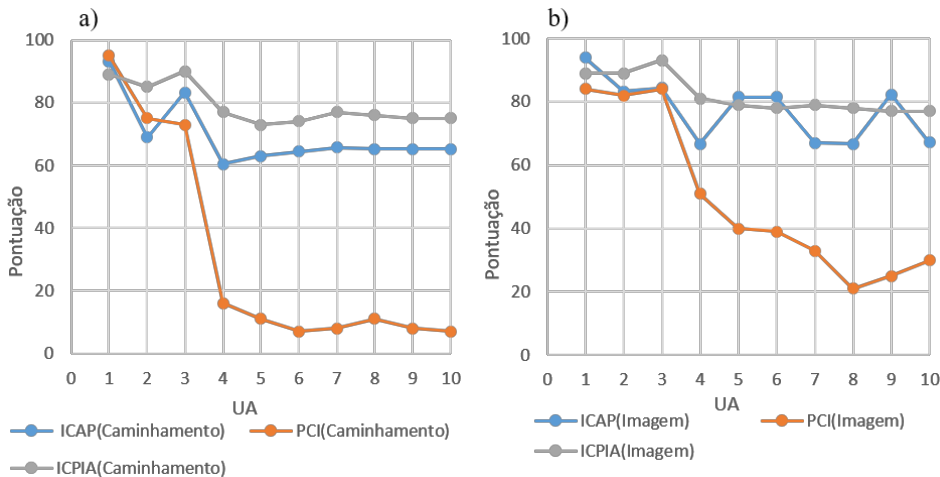 a)
100
80
60
40
20
0
Pontuação
0 1 2 3 4 5 6 7 8 9 10
UA
ICAP(Caminhamento) PCI(Caminhamento)
ICPIA(Caminhamento)
b)
100
80
60
40
20
0
Pontuação
0 1 2 3 4 5 6 7 8 9 10
UA
ICAP(Imagem) PCI(Imagem)
ICPIA(Imagem)